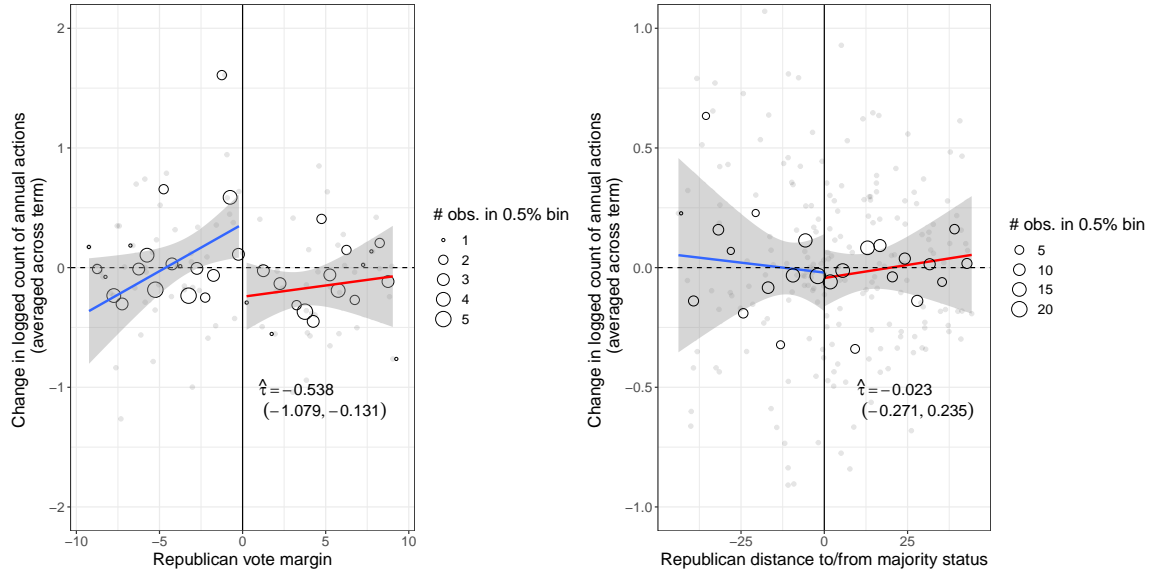 Change in logged count of annual actions
(averaged across term)
2
1
0
−1
−2
τ̂ = −0.538
(−1.079, −0.131)
−10
−5
0
5
10
Republican vote margin
# obs. in 0.5% bin
1
2
3
4
5
Change in logged count of annual actions
(averaged across term)
1.0
0.5
0.0
−0.5
−1.0
τ̂ = −0.023
(−0.271, 0.235)
−25
0
25
Republican distance to/from majority status
# obs. in 0.5% bin
5
10
15
20